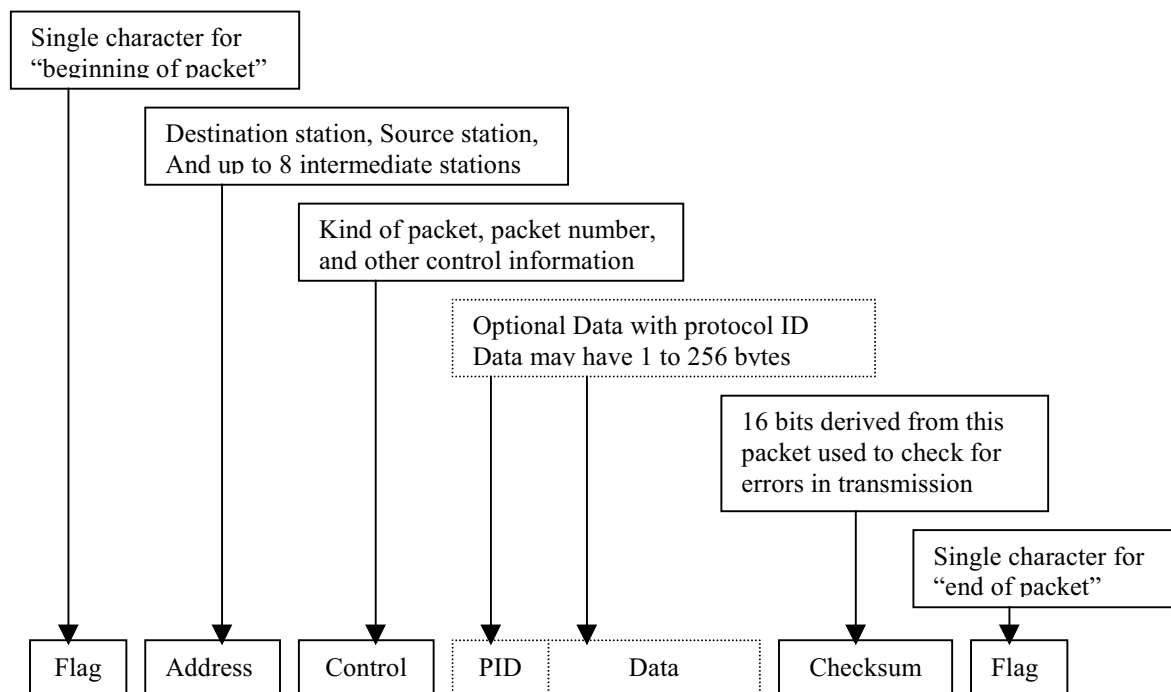 Single character for
“beginning of packet”
Destination station, Source station,
And up to 8 intermediate stations
Kind of packet, packet number,
and other control information
Optional Data with protocol ID
Data may have 1 to 256 bytes
16 bits derived from this
packet used to check for
errors in transmission
Single character for
“end of packet”
Flag Address Control PID Data Checksum Flag